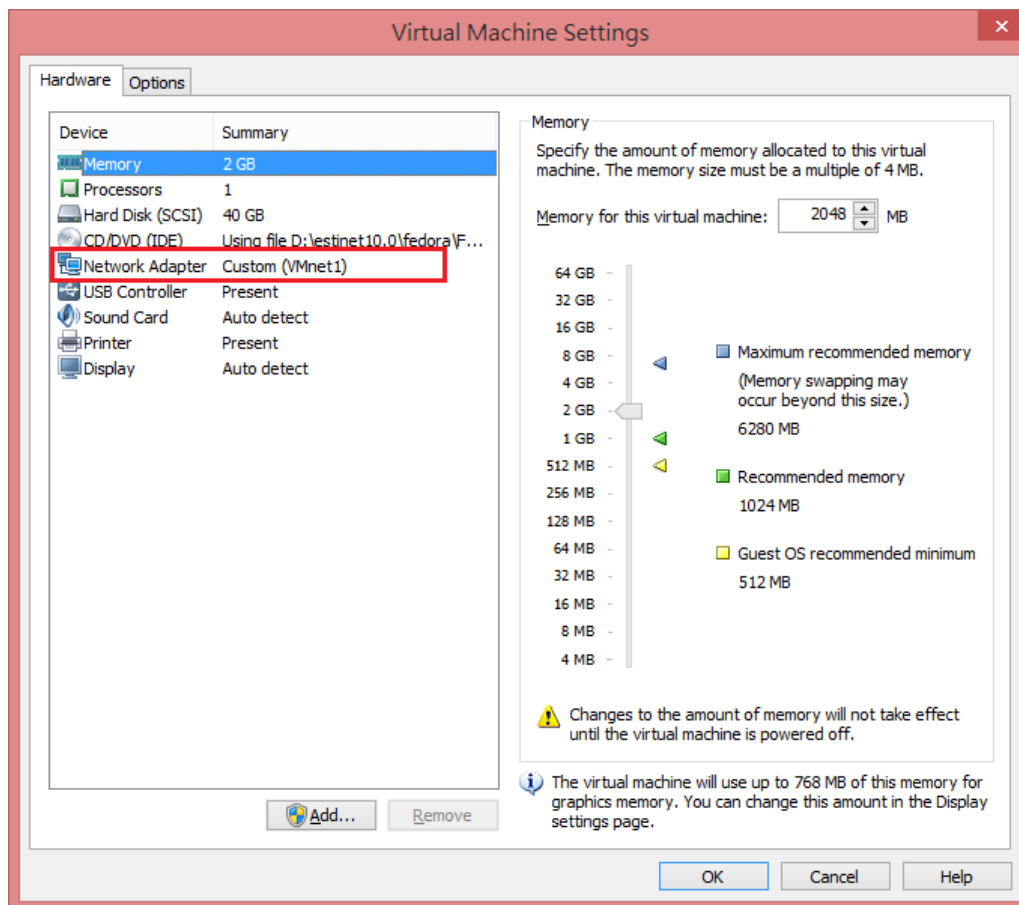 Virtual Machine Settings
Hardware
Options
Device Summary
Memory 2 GB
Processors 1
Hard Disk (SCSI) 40 GB
CD/DVD (IDE) Using file D:\estinet10.0\fedora\F...
Network Adapter Custom (VMnet1)
USB Controller Present
Sound Card Auto detect
Printer Present
Display Auto detect
Add...
Remove
Memory
Specify the amount of memory allocated to this virtual
machine. The memory size must be a multiple of 4 MB.
Memory for this virtual machine: 2048 MB
64 GB
32 GB
16 GB
8 GB
4 GB
2 GB
1 GB
512 MB
256 MB
128 MB
64 MB
32 MB
16 MB
8 MB
4 MB
Maximum recommended memory
(Memory swapping may
occur beyond this size.)
6280 MB
Recommended memory
1024 MB
Guest OS recommended minimum
512 MB
Changes to the amount of memory will not take effect
until the virtual machine is powered off.
The virtual machine will use up to 768 MB of this memory for
graphics memory. You can change this amount in the Display
settings page.
OK
Cancel
Help